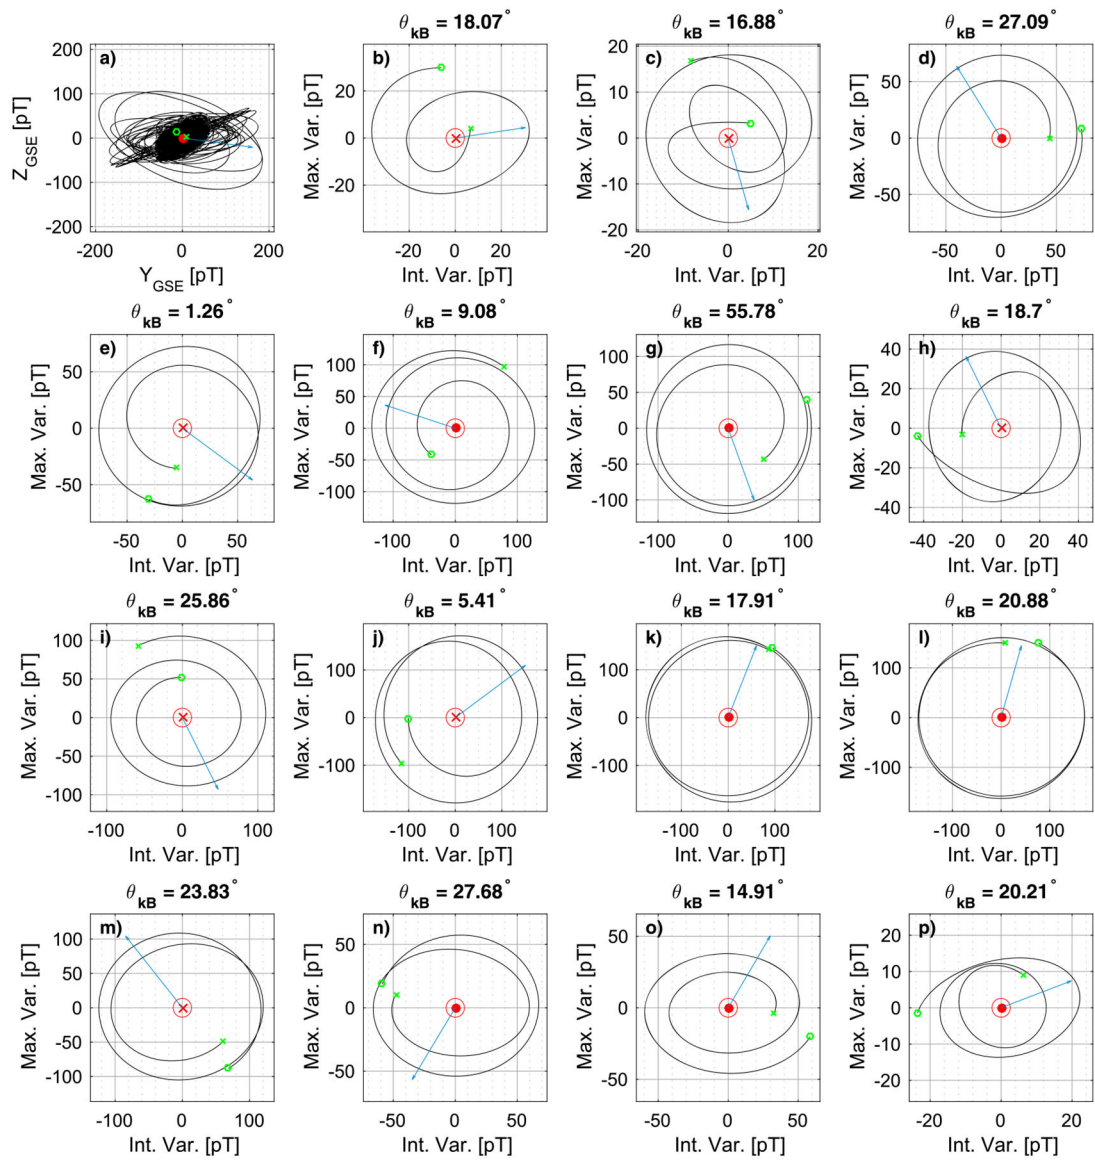 a)
Z_GSE [pT]
200
100
0
-100
-200
-200 0 200
Y_GSE [pT]
θ_kB = 18.07°
b)
Max. Var. [pT]
20
0
-20
-20 0 20
Int. Var. [pT]
θ_kB = 16.88°
c)
Max. Var. [pT]
20
10
0
-10
-20
-20 -10 0 10 20
Int. Var. [pT]
θ_kB = 27.09°
d)
Max. Var. [pT]
50
0
-50
-50 0 50
Int. Var. [pT]
θ_kB = 1.26°
e)
Max. Var. [pT]
50
0
-50
-50 0 50
Int. Var. [pT]
θ_kB = 9.08°
f)
Max. Var. [pT]
100
50
0
-50
-100
-100 0 100
Int. Var. [pT]
θ_kB = 55.78°
g)
Max. Var. [pT]
100
50
0
-50
-100
-100 -50 0 50 100
Int. Var. [pT]
θ_kB = 18.7°
h)
Max. Var. [pT]
40
20
0
-20
-40
-40 -20 0 20 40
Int. Var. [pT]
θ_kB = 25.86°
i)
Max. Var. [pT]
100
50
0
-50
-100
-100 0 100
Int. Var. [pT]
θ_kB = 5.41°
j)
Max. Var. [pT]
100
0
-100
-100 0 100
Int. Var. [pT]
θ_kB = 17.91°
k)
Max. Var. [pT]
100
0
-100
-100 0 100
Int. Var. [pT]
θ_kB = 20.88°
l)
Max. Var. [pT]
100
0
-100
-100 0 100
Int. Var. [pT]
θ_kB = 23.83°
m)
Max. Var. [pT]
100
50
0
-50
-100
-100 0 100
Int. Var. [pT]
θ_kB = 27.68°
n)
Max. Var. [pT]
50
0
-50
-50 0 50
Int. Var. [pT]
θ_kB = 14.91°
o)
Max. Var. [pT]
50
0
-50
-50 0 50
Int. Var. [pT]
θ_kB = 20.21°
p)
Max. Var. [pT]
20
10
0
-10
-20
-20 0 20
Int. Var. [pT]